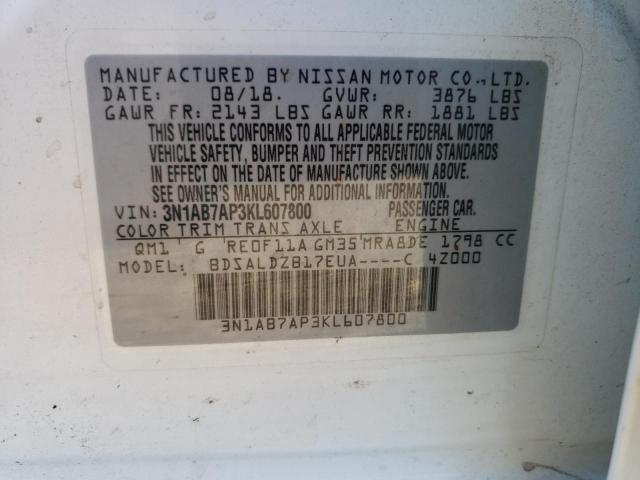 MANUFACTURED BY NISSAN MOTOR CO.,LTD.
DATE: 08/18. GVWR: 3876 LBS
GAWR FR: 2143 LBS GAWR RR: 1881 LBS
THIS VEHICLE CONFORMS TO ALL APPLICABLE FEDERAL MOTOR
VEHICLE SAFETY, BUMPER AND THEFT PREVENTION STANDARDS
IN EFFECT ON THE DATE OF MANUFACTURE SHOWN ABOVE.
SEE OWNER'S MANUAL FOR ADDITIONAL INFORMATION.
VIN: 3N1AB7AP3KL607800 PASSENGER CAR.
COLOR TRIM TRANS AXLE ENGINE
QM1 G RE0F11A GM35 MRA8DE 1798 CC
MODEL: BDSALDZB17EUA----C 4Z000
3N1AB7AP3KL607800